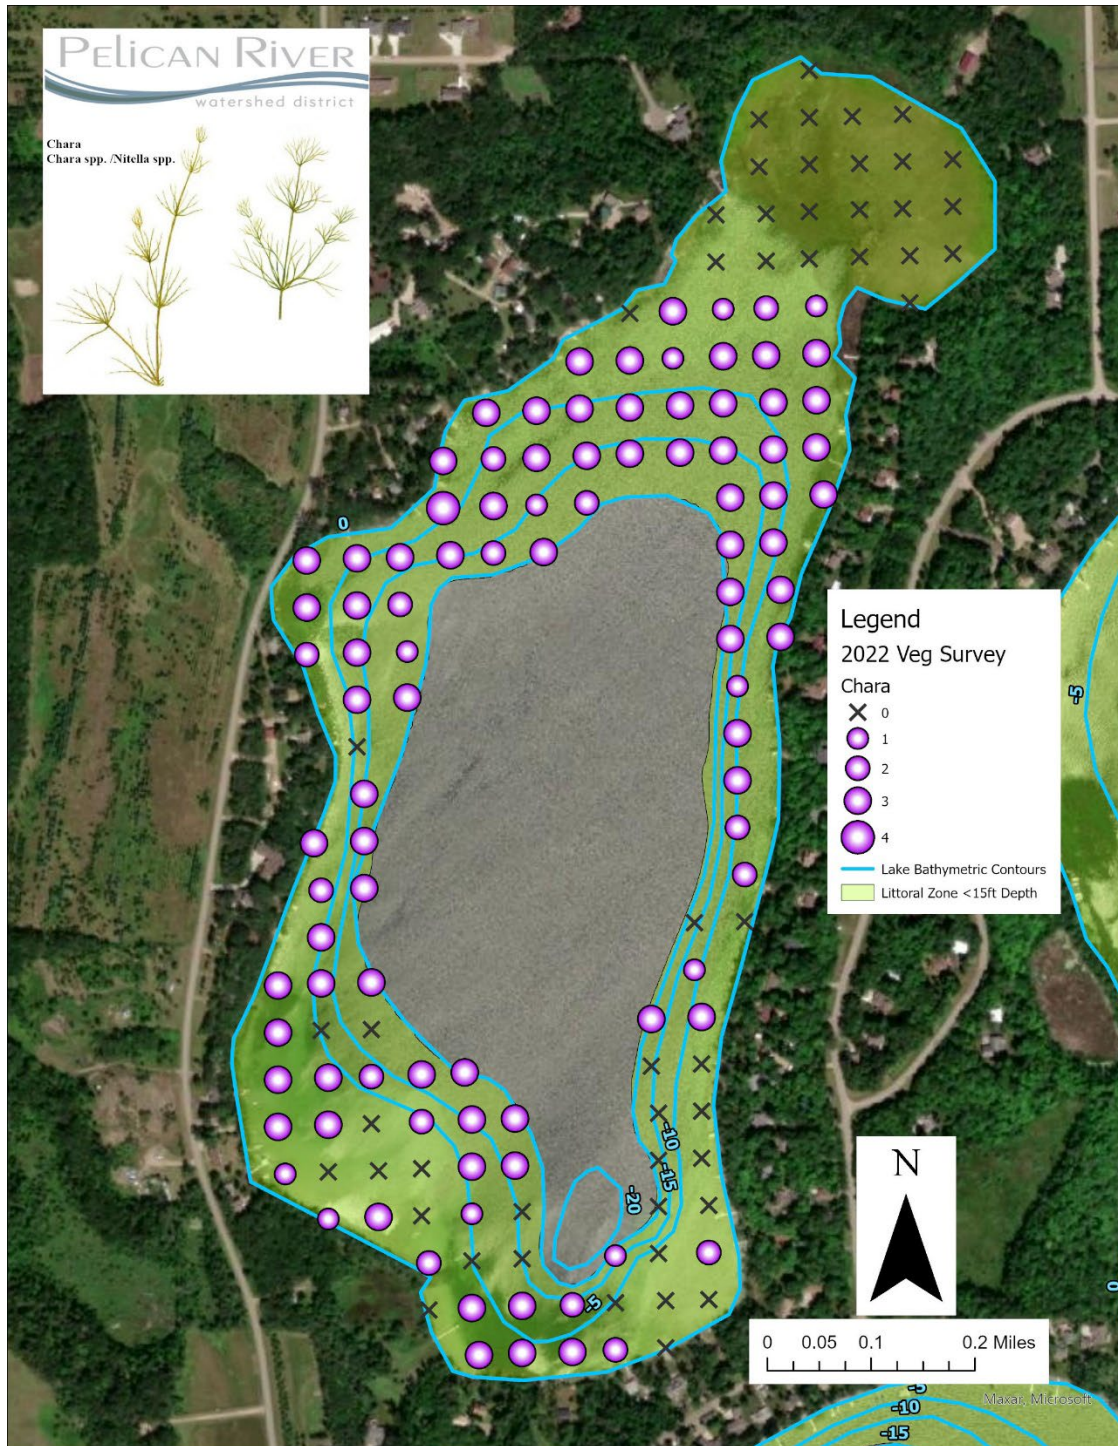 PELICAN RIVER
watershed district
Chara
Chara spp. /Nitella spp.
0
Legend
2022 Veg Survey
Chara
0
1
2
3
4
Lake Bathymetric Contours
Littoral Zone <15ft Depth
-5
-10
-15
-20
-5
0
N
0 0.05 0.1 0.2 Miles
Maxar, Microsoft
-5
-10
-15